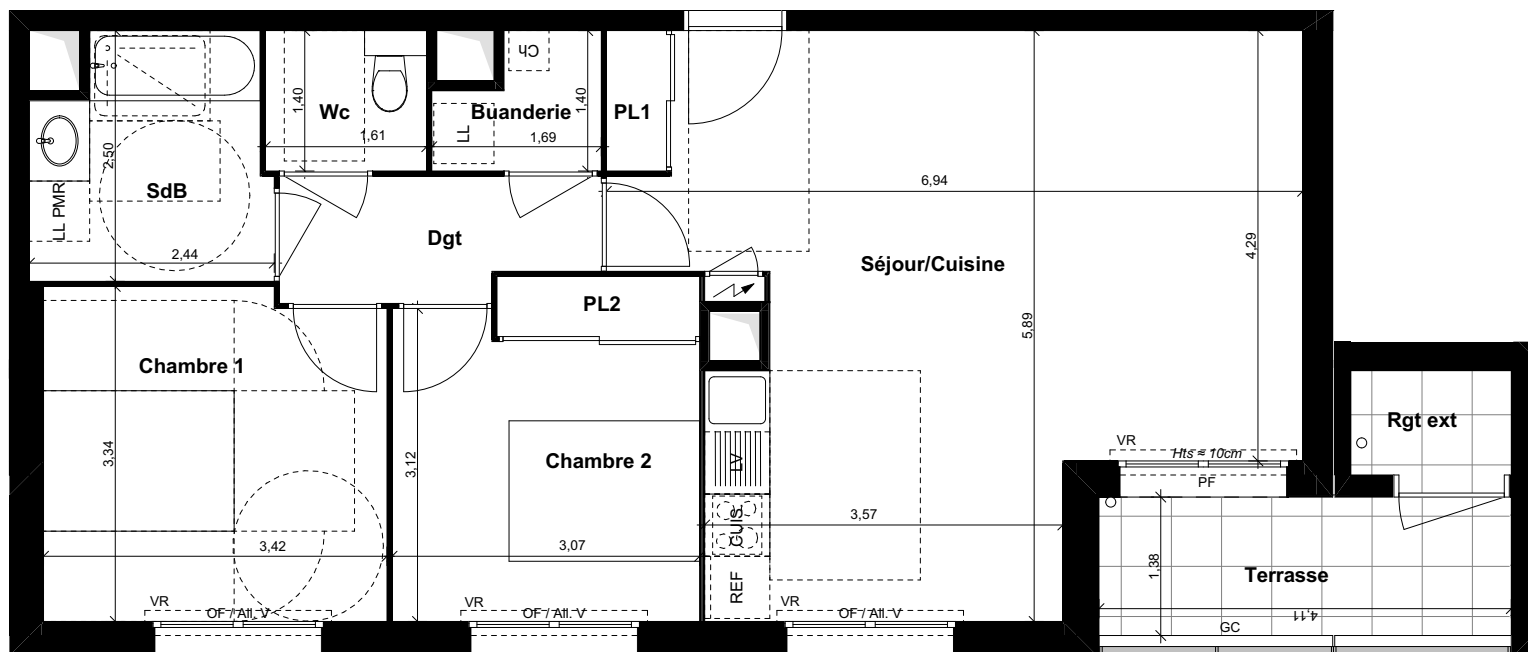 Ch
1,40
Wc
1,61
1,40
Buanderie
LL
1,69
PL1
2,50
SdB
LL PMR
2,44
6,94
Dgt
4,29
Séjour/Cuisine
5,89
PL2
Chambre 1
3,34
3,12
Chambre 2
LV
CUIS
REF
3,42
3,07
3,57
VR
Hts ≈ 10cm
PF
Rgt ext
1,38
Terrasse
4,11
GC
VR
OF / All. V
VR
OF / All. V
VR
OF / All. V